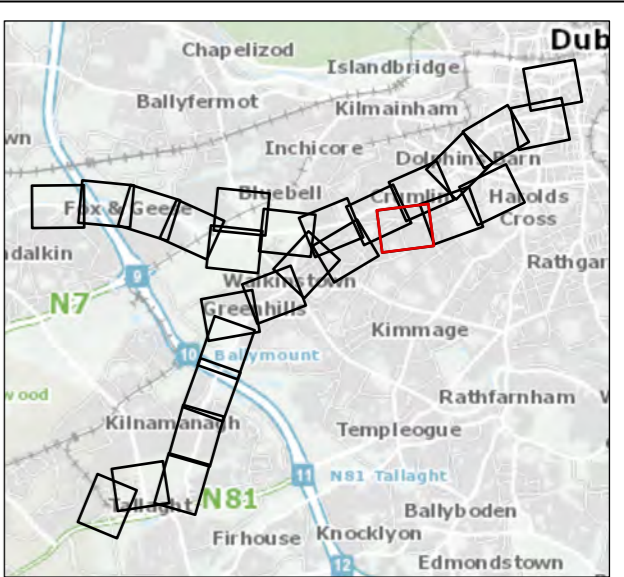 Dub
Chapelizod
Islandbridge
Ballyfermot
Kilmainham
wn
Inchicore
Dolphins Barn
Bluebell
Crumlin
Harolds
Cross
Fox & Geese
dalkin
Rathgar
9
Walkinstown
N7
Greenhills
Kimmage
10
Ballymount
wood
Rathfarnham
W
Kilnamanagh
Templeogue
11
N81 Tallaght
Tallaght
N81
Ballyboden
Firhouse
Knocklyon
12
Edmondstown